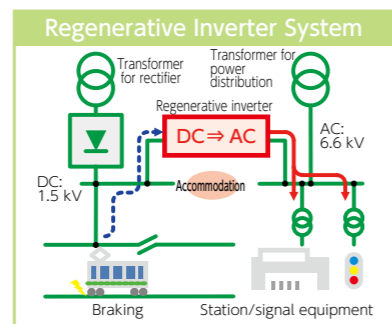 Regenerative Inverter System
Transformer
for rectifier
Transformer for
power
distribution
Regenerative inverter
DC⇒ AC
AC:
6.6 kV
DC:
1.5 kV
Accommodation
Braking
Station/signal equipment